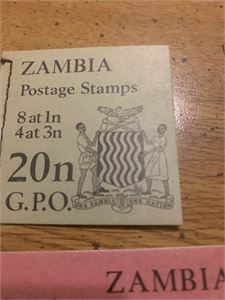 ZAMBIA
Postage Stamps
8 at 1n
4 at 3n
20n
G.P.O.
ONE ZAMBIA ONE NATION
ZAMBIA